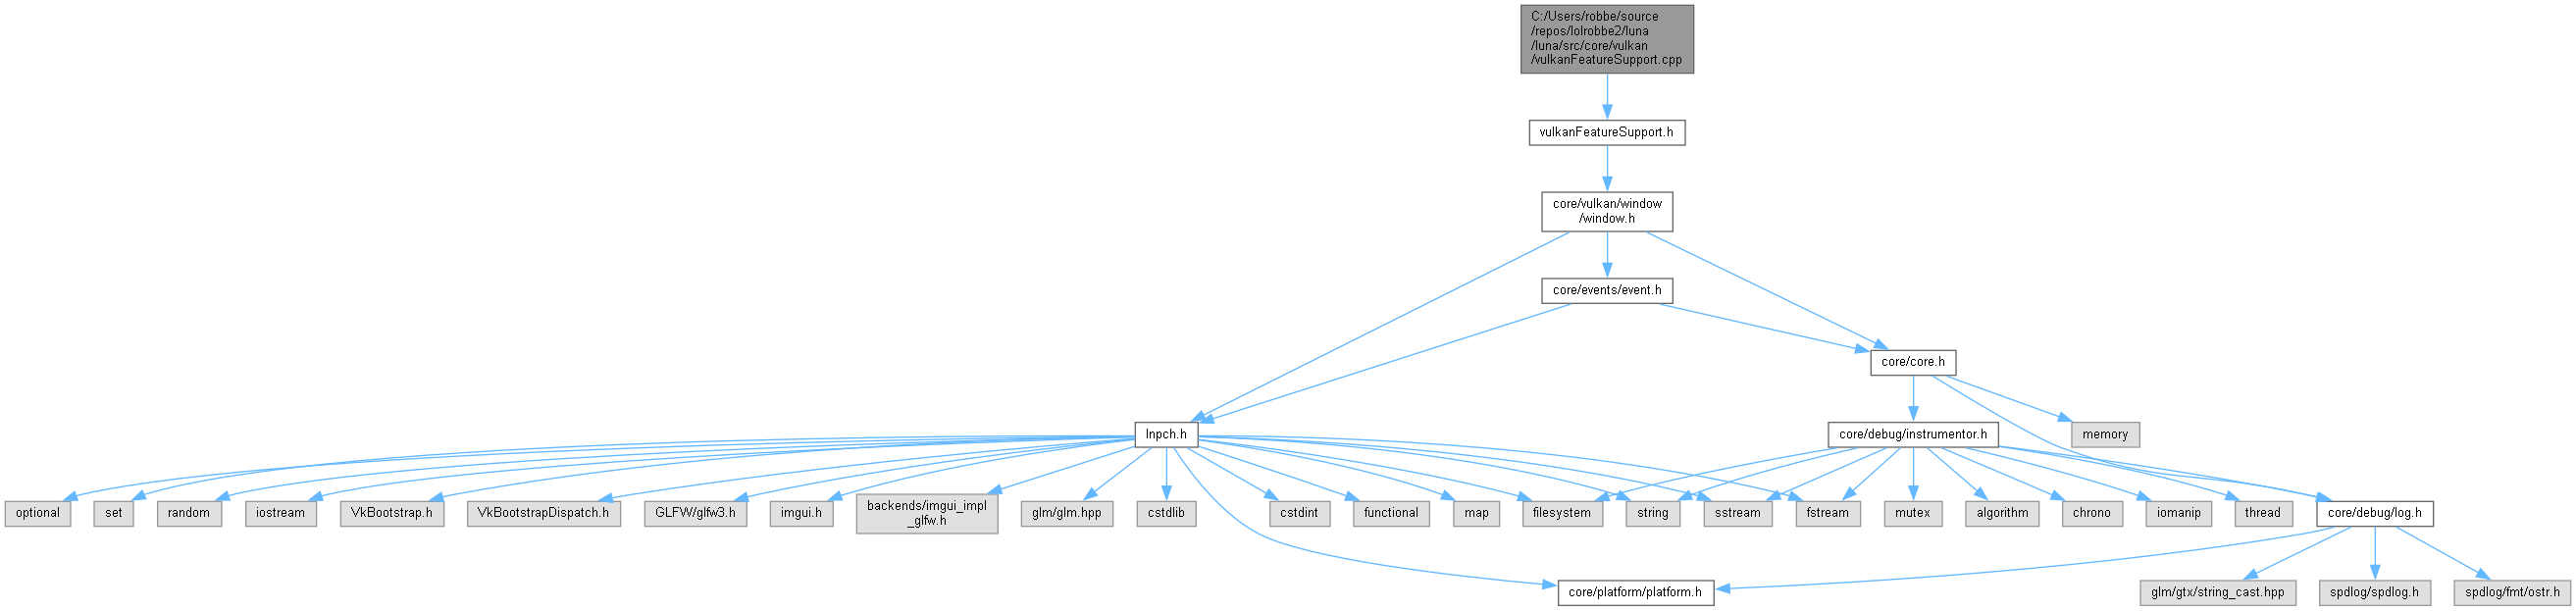 C:/Users/robbe/source
/repos/lolrobbe2/luna
/luna/src/core/vulkan
/vulkanFeatureSupport.cpp
vulkanFeatureSupport.h
core/vulkan/window
/window.h
core/events/event.h
core/core.h
lnpch.h
core/debug/instrumentor.h
memory
optional
set
random
iostream
VkBootstrap.h
VkBootstrapDispatch.h
GLFW/glfw3.h
imgui.h
backends/imgui_impl
_glfw.h
glm/glm.hpp
cstdlib
cstdint
functional
map
filesystem
string
sstream
fstream
mutex
algorithm
chrono
iomanip
thread
core/debug/log.h
core/platform/platform.h
glm/gtx/string_cast.hpp
spdlog/spdlog.h
spdlog/fmt/ostr.h